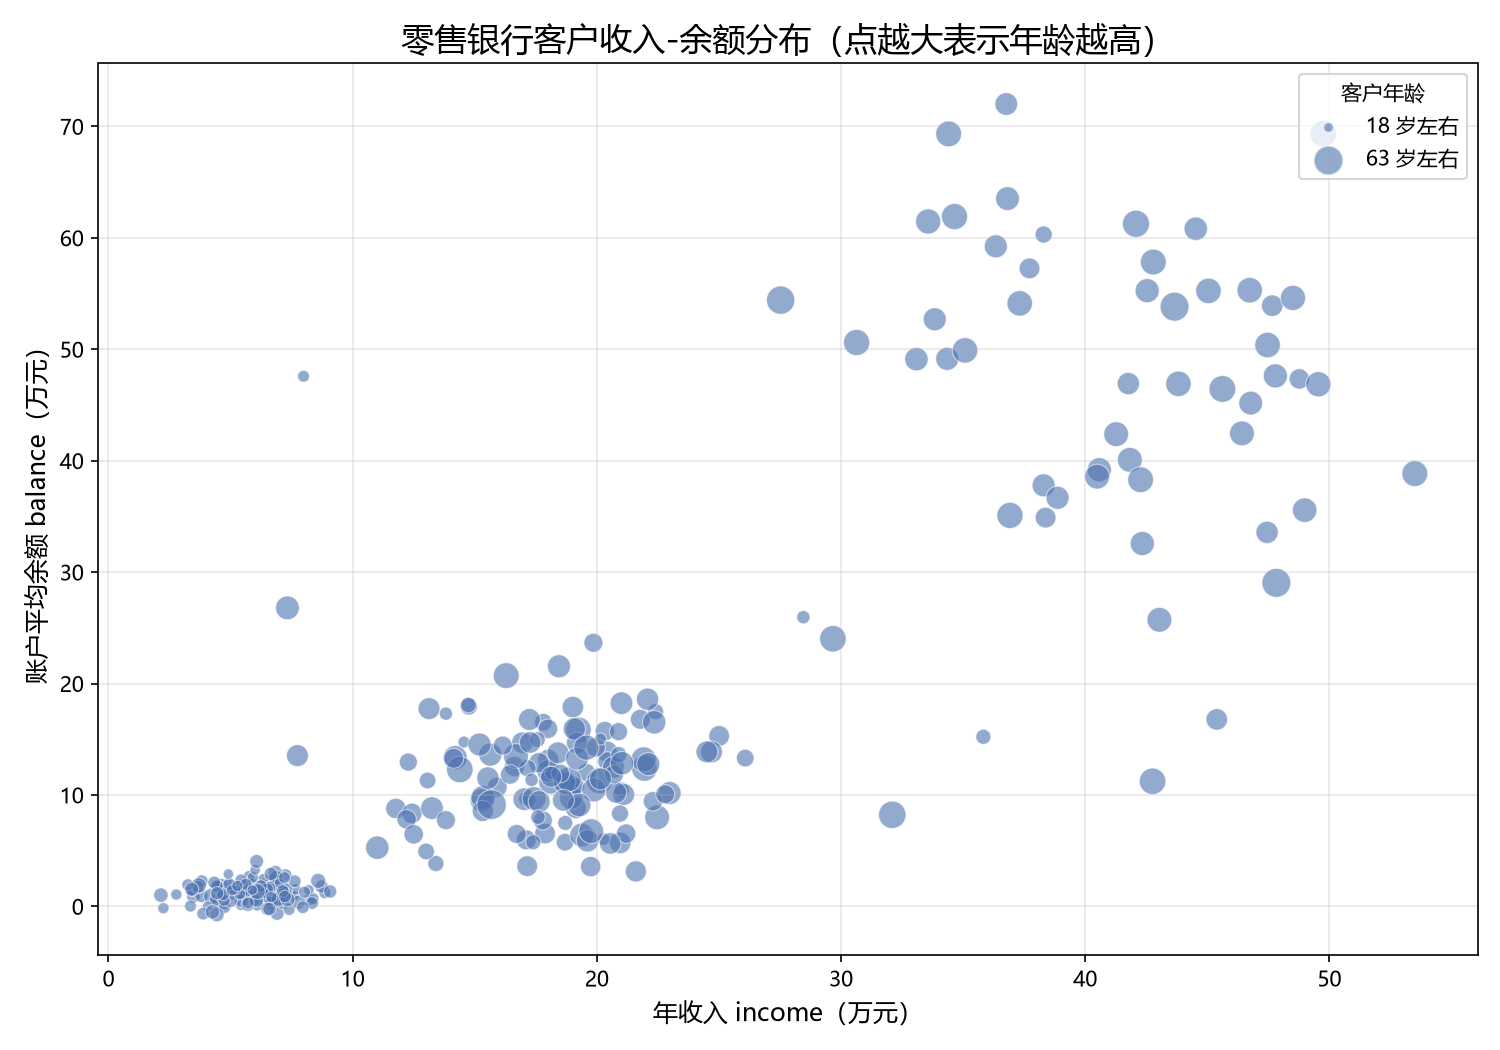 零售银行客户收入-余额分布（点越大表示年龄越高）
客户年龄
18 岁左右
63 岁左右
账户平均余额 balance（万元）
70
60
50
40
30
20
10
0
0 10 20 30 40 50
年收入 income（万元）